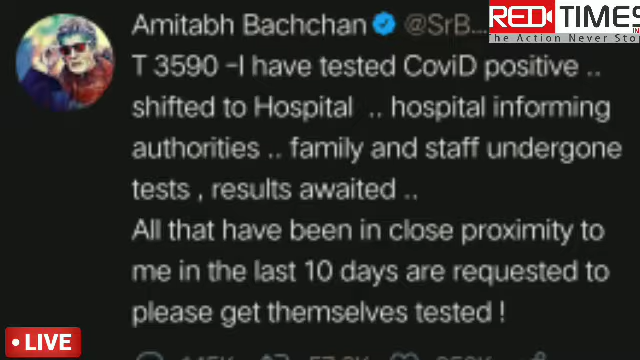 Amitabh Bachchan @SrB...
RED TIMES
The Action Never Stop
T 3590 -I have tested CoviD positive ..
shifted to Hospital .. hospital informing
authorities .. family and staff undergone
tests , results awaited ..
All that have been in close proximity to
me in the last 10 days are requested to
please get themselves tested !
LIVE